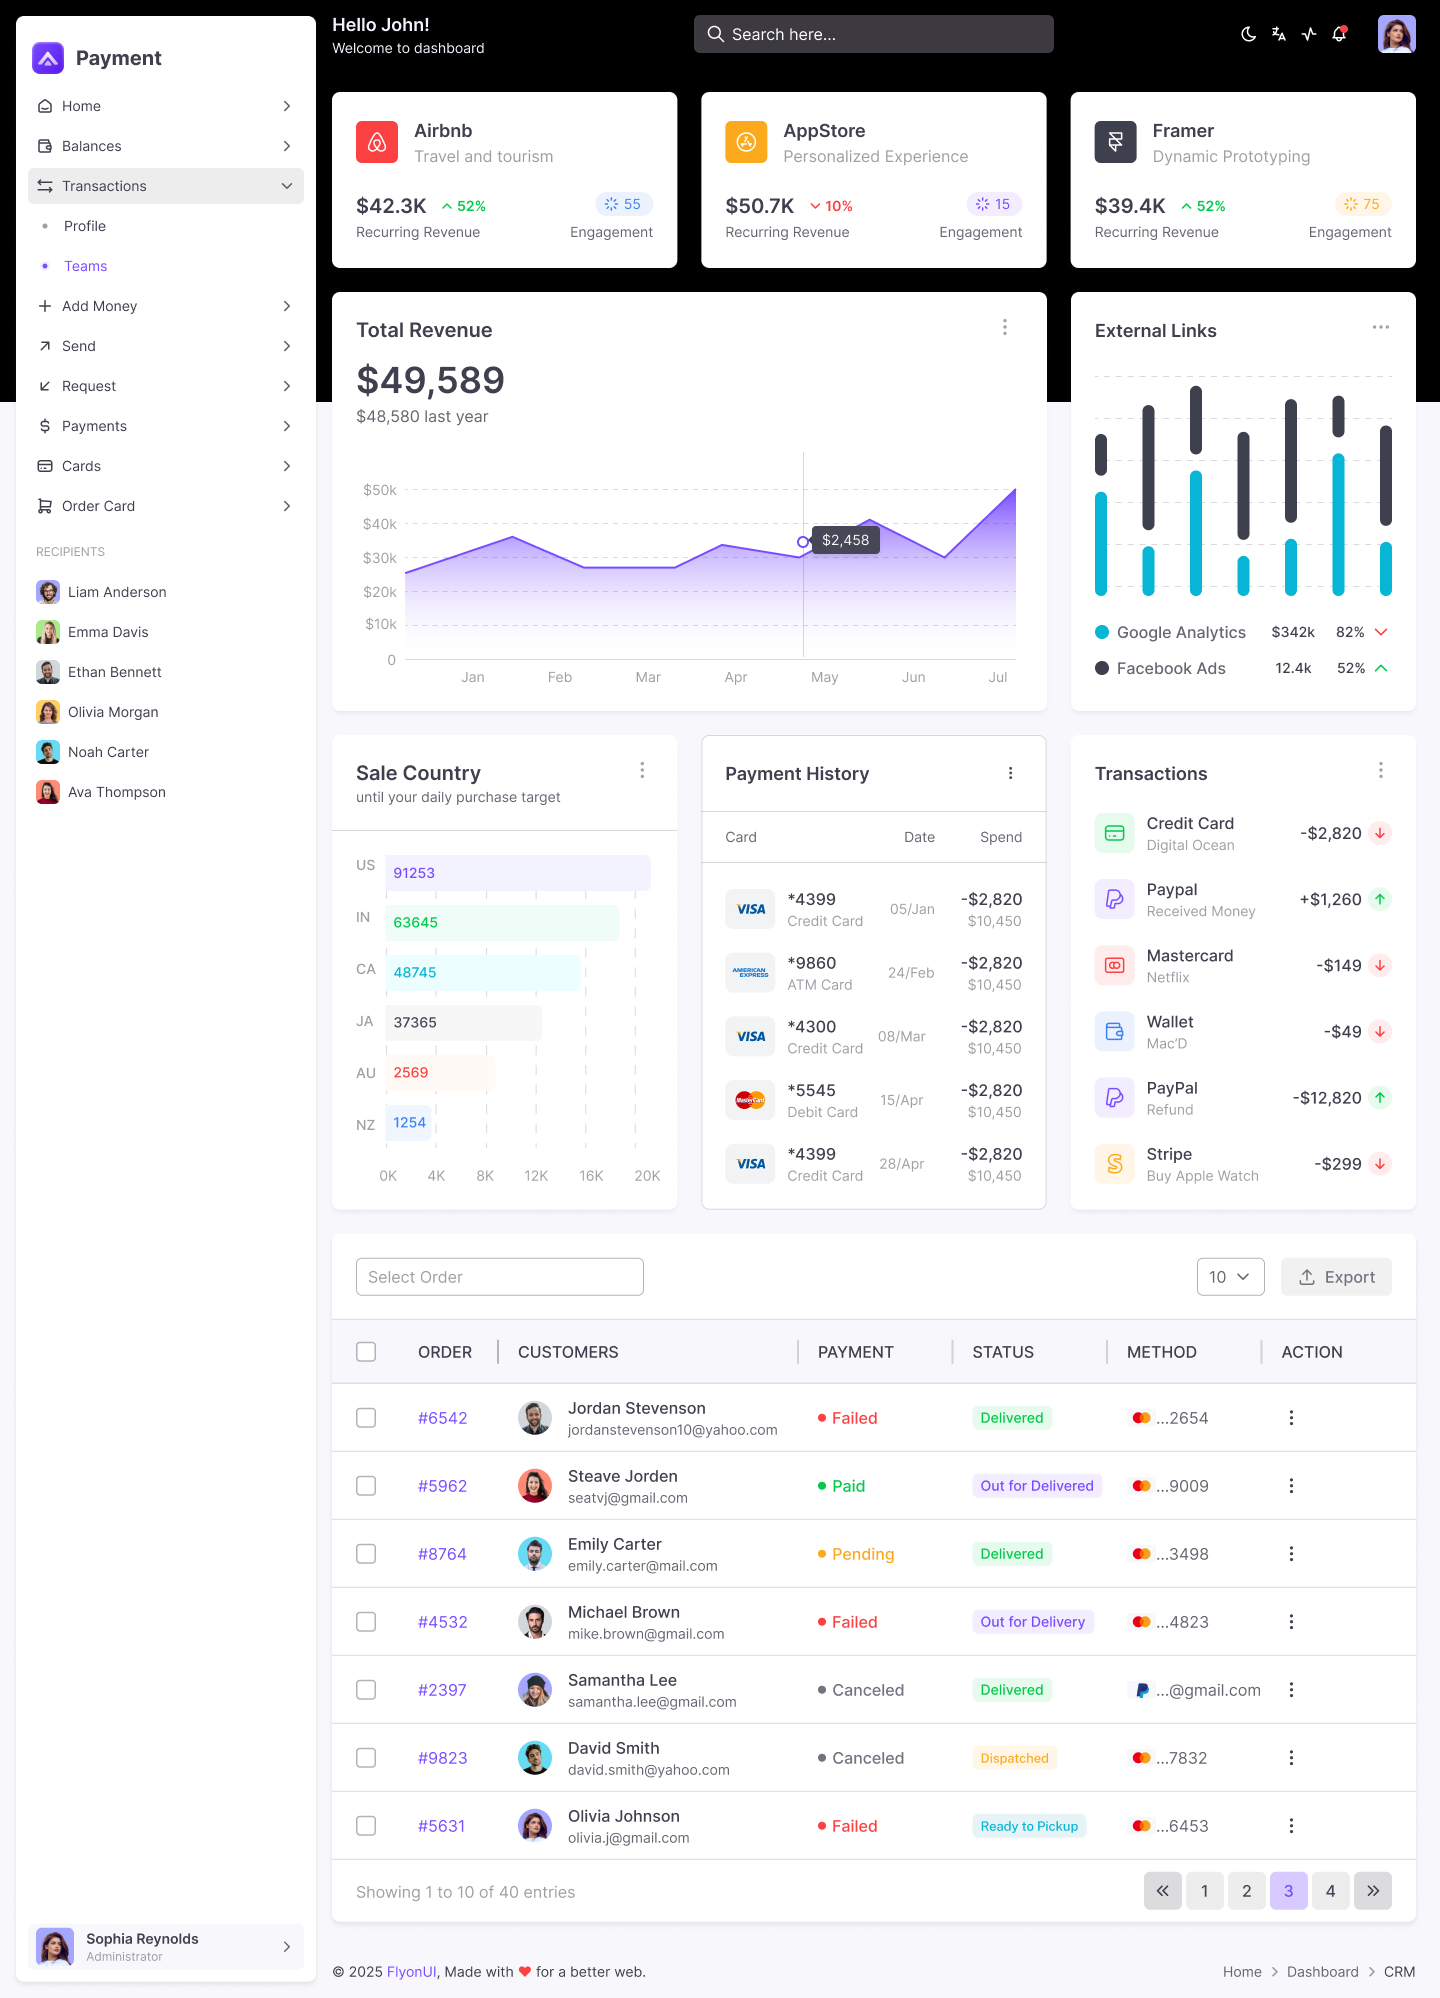 Payment
Home
Balances
Transactions
Profile
Teams
Add Money
Send
Request
Payments
Cards
Order Card
RECIPIENTS
Liam Anderson
Emma Davis
Ethan Bennett
Olivia Morgan
Noah Carter
Ava Thompson
Sophia Reynolds
Administrator
Hello John!
Welcome to dashboard
Search here...
Airbnb
Travel and tourism
$42.3K 52% 55
Recurring Revenue Engagement
AppStore
Personalized Experience
$50.7K 10% 15
Recurring Revenue Engagement
Framer
Dynamic Prototyping
$39.4K 52% 75
Recurring Revenue Engagement
Total Revenue
$49,589
$48,580 last year
$50k
$40k
$30k
$20k
$10k
0
$2,458
Jan Feb Mar Apr May Jun Jul
External Links
Google Analytics $342k 82%
Facebook Ads 12.4k 52%
Sale Country
until your daily purchase target
US 91253
IN 63645
CA 48745
JA 37365
AU 2569
NZ 1254
0K 4K 8K 12K 16K 20K
Payment History
Card Date Spend
VISA *4399 05/Jan -$2,820
Credit Card $10,450
AMERICAN EXPRESS *9860 24/Feb -$2,820
ATM Card $10,450
VISA *4300 08/Mar -$2,820
Credit Card $10,450
MasterCard *5545 15/Apr -$2,820
Debit Card $10,450
VISA *4399 28/Apr -$2,820
Credit Card $10,450
Transactions
Credit Card -$2,820
Digital Ocean
Paypal +$1,260
Received Money
Mastercard -$149
Netflix
Wallet -$49
Mac'D
PayPal -$12,820
Refund
Stripe -$299
Buy Apple Watch
Select Order 10 Export
ORDER CUSTOMERS PAYMENT STATUS METHOD ACTION
#6542 Jordan Stevenson Failed Delivered ...2654
jordanstevenson10@yahoo.com
#5962 Steave Jorden Paid Out for Delivered ...9009
seatvj@gmail.com
#8764 Emily Carter Pending Delivered ...3498
emily.carter@mail.com
#4532 Michael Brown Failed Out for Delivery ...4823
mike.brown@gmail.com
#2397 Samantha Lee Canceled Delivered ...@gmail.com
samantha.lee@gmail.com
#9823 David Smith Canceled Dispatched ...7832
david.smith@yahoo.com
#5631 Olivia Johnson Failed Ready to Pickup ...6453
olivia.j@gmail.com
Showing 1 to 10 of 40 entries 1 2 3 4
© 2025 FlyonUI, Made with ❤ for a better web.
Home > Dashboard > CRM